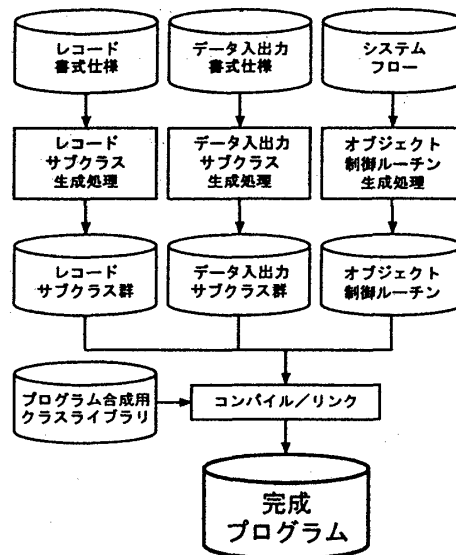 レコード
書式仕様
データ入出力
書式仕様
システム
フロー
レコード
サブクラス
生成処理
データ入出力
サブクラス
生成処理
オブジェクト
制御ルーチン
生成処理
レコード
サブクラス群
データ入出力
サブクラス群
オブジェクト
制御ルーチン
プログラム合成用
クラスライブラリ
コンパイル／リンク
完成
プログラム